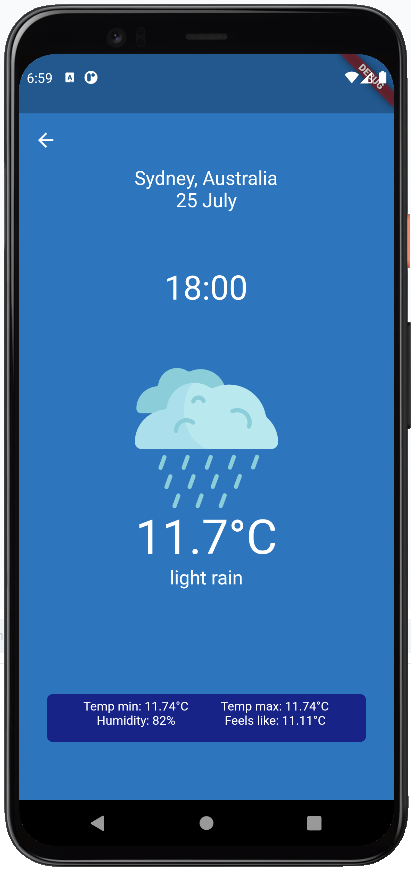 6:59
DEBUG
Sydney, Australia
25 July
18:00
11.7°C
light rain
Temp min: 11.74°C Temp max: 11.74°C
Humidity: 82% Feels like: 11.11°C